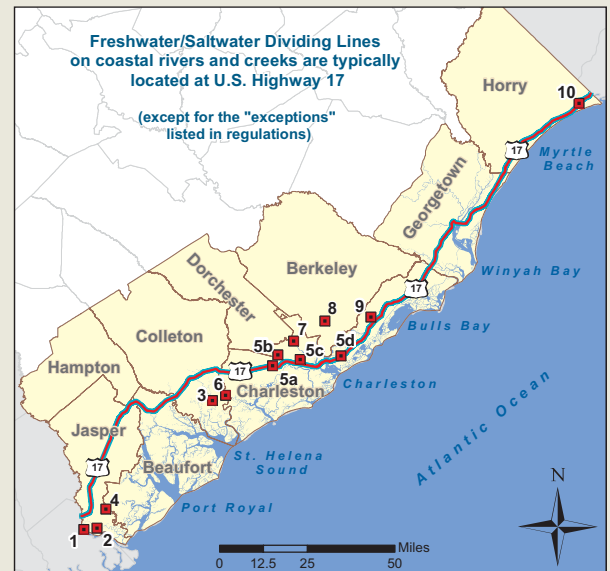 Freshwater/Saltwater Dividing Lines
on coastal rivers and creeks are typically
located at U.S. Highway 17
(except for the "exceptions"
listed in regulations)
Horry
10
17
Myrtle
Beach
Georgetown
Winyah Bay
Berkeley
17
Dorchester
8
9
Bulls Bay
7
Colleton
5b
5c
5d
Hampton
17
5a
Charleston
6
Charleston
3
Jasper
Atlantic Ocean
St. Helena
Sound
17
Beaufort
Port Royal
4
N
1
2
Miles
0
12.5
25
50